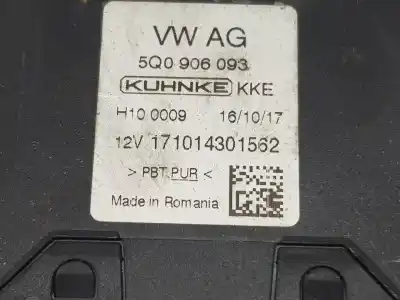 VW AG
5Q0 906 093
KUHNKE KKE
H10 0009 16/10/17
12V 171014301562
> PBT PUR <
Made in Romania